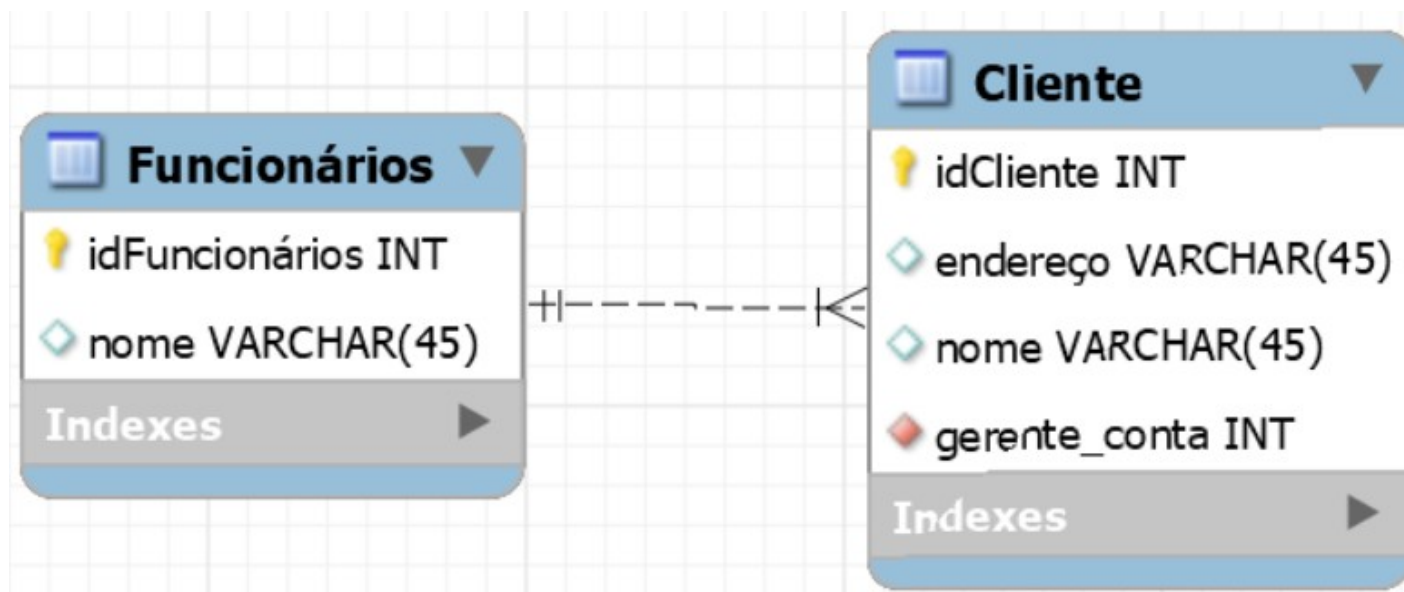 Funcionários
idFuncionários INT
nome VARCHAR(45)
Indexes
Cliente
idCliente INT
endereço VARCHAR(45)
nome VARCHAR(45)
gerente_conta INT
Indexes